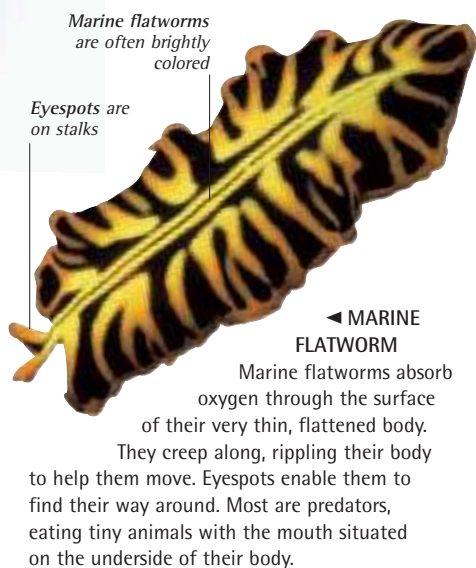 Marine flatworms
are often brightly
colored
Eyespots are
on stalks
◄ MARINE
FLATWORM
Marine flatworms absorb
oxygen through the surface
of their very thin, flattened body.
They creep along, rippling their body
to help them move. Eyespots enable them to
find their way around. Most are predators,
eating tiny animals with the mouth situated
on the underside of their body.